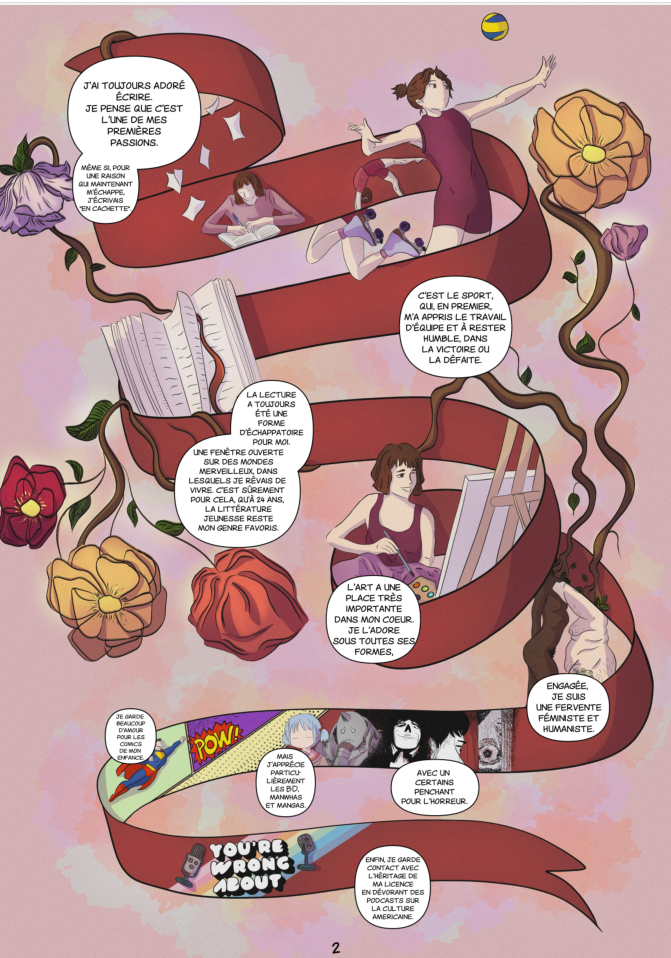 J'AI TOUJOURS ADORÉ
ÉCRIRE.
JE PENSE QUE C'EST
L'UNE DE MES
PREMIÈRES
PASSIONS.
MÊME SI, POUR
UNE RAISON
QUI MAINTENANT
M'ÉCHAPPE,
J'ÉCRIVAIS
"EN CACHETTE".
C'EST LE SPORT,
QUI, EN PREMIER,
M'A APPRIS LE TRAVAIL
D'ÉQUIPE ET À RESTER
HUMBLE, DANS
LA VICTOIRE OU
LA DÉFAITE.
LA LECTURE
A TOUJOURS
ÉTÉ UNE
FORME
D'ÉCHAPPATOIRE
POUR MOI.
UNE FENÊTRE OUVERTE
SUR DES MONDES
MERVEILLEUX, DANS
LESQUELS JE RÊVAIS DE
VIVRE. C'EST SÛREMENT
POUR CELA, QU'À 24 ANS,
LA LITTÉRATURE
JEUNESSE RESTE
MON GENRE FAVORIS.
L'ART A UNE
PLACE TRÈS
IMPORTANTE
DANS MON COEUR.
JE L'ADORE
SOUS TOUTES SES
FORMES,
ENGAGÉE,
JE SUIS
UNE FERVENTE
FÉMINISTE ET
HUMANISTE.
JE GARDE
BEAUCOUP
D'AMOUR
POUR LES
COMICS
DE MON
ENFANCE.
POW!
MAIS
J'APPRÉCIE
PARTICU-
LIÈREMENT
LES BD,
MANWHAS
ET MANGAS.
AVEC UN
CERTAINS
PENCHANT
POUR L'HORREUR.
YOU'RE
WRONG
ABOUT
ENFIN, JE GARDE
CONTACT AVEC
L'HÉRITAGE DE
MA LICENCE
EN DÉVORANT DES
PODCASTS SUR
LA CULTURE
AMERICAINE.
2